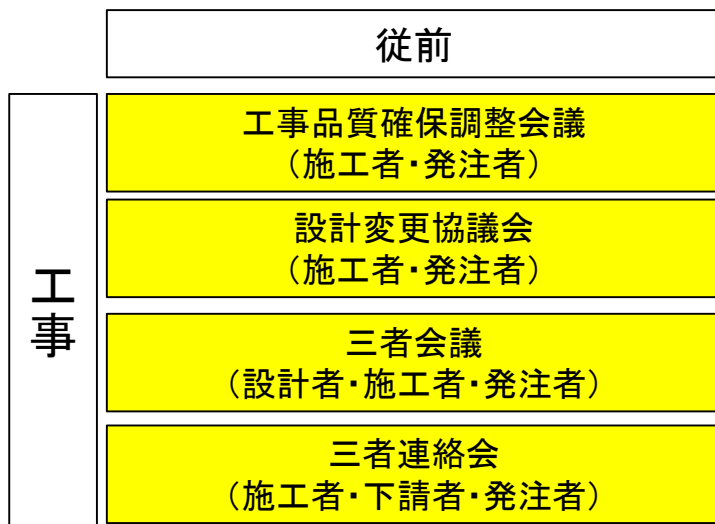 従前
工事
工事品質確保調整会議
（施工者・発注者）
設計変更協議会
（施工者・発注者）
三者会議
（設計者・施工者・発注者）
三者連絡会
（施工者・下請者・発注者）